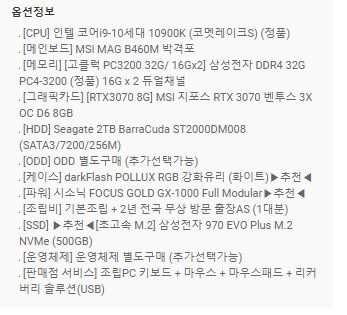 옵션정보
. [CPU] 인텔 코어i9-10세대 10900K (코멧레이크S) (정품)
. [메인보드] MSI MAG B460M 박격포
. [메모리] [고클럭 PC3200 32G/ 16Gx2] 삼성전자 DDR4 32G
PC4-3200 (정품) 16G x 2 듀얼채널
. [그래픽카드] [RTX3070 8G] MSI 지포스 RTX 3070 벤투스 3X
OC D6 8GB
. [HDD] Seagate 2TB BarraCuda ST2000DM008
(SATA3/7200/256M)
. [ODD] ODD 별도구매 (추가선택가능)
. [케이스] darkFlash POLLUX RGB 강화유리 (화이트)▶추천◀
. [파워] 시소닉 FOCUS GOLD GX-1000 Full Modular▶추천◀
. [조립비] 기본조립 + 2년 전국 무상 방문 출장AS (1대분)
. [SSD] ▶추천◀[초고속 M.2] 삼성전자 970 EVO Plus M.2
NVMe (500GB)
. [운영체제] 운영체제 별도구매 (추가선택가능)
. [판매점 서비스] 조립PC 키보드 + 마우스 + 마우스패드 + 리커
버리 솔루션(USB)